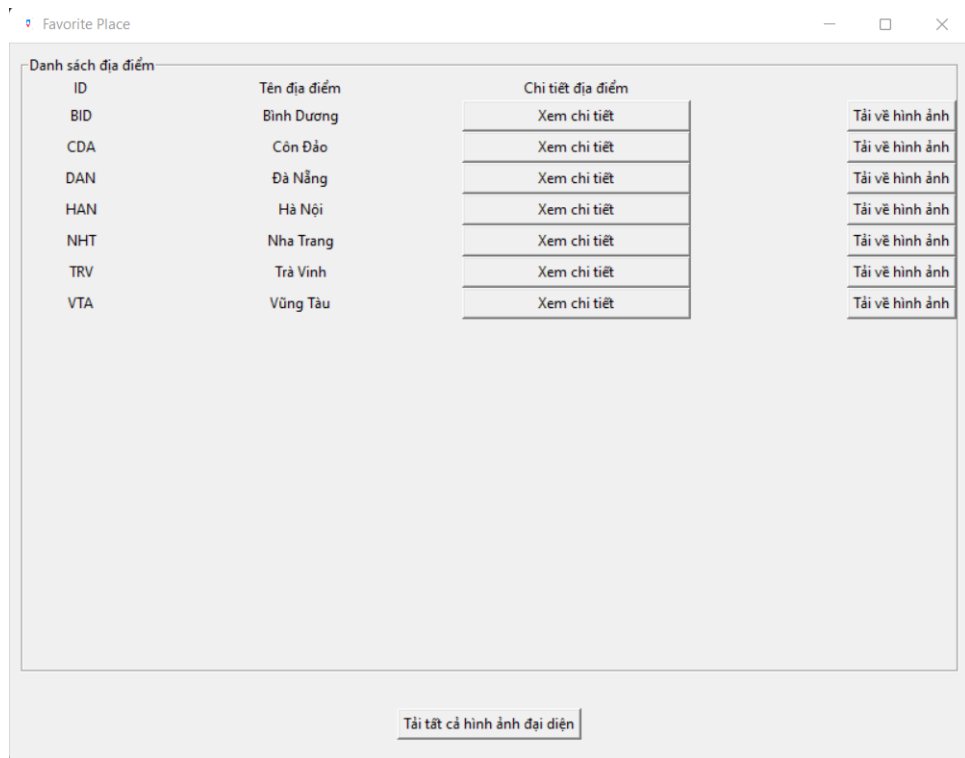 Favorite Place
Danh sách địa điểm
ID Tên địa điểm Chi tiết địa điểm
BID Bình Dương Xem chi tiết Tải về hình ảnh
CDA Côn Đảo Xem chi tiết Tải về hình ảnh
DAN Đà Nẵng Xem chi tiết Tải về hình ảnh
HAN Hà Nội Xem chi tiết Tải về hình ảnh
NHT Nha Trang Xem chi tiết Tải về hình ảnh
TRV Trà Vinh Xem chi tiết Tải về hình ảnh
VTA Vũng Tàu Xem chi tiết Tải về hình ảnh
Tải tất cả hình ảnh đại diện